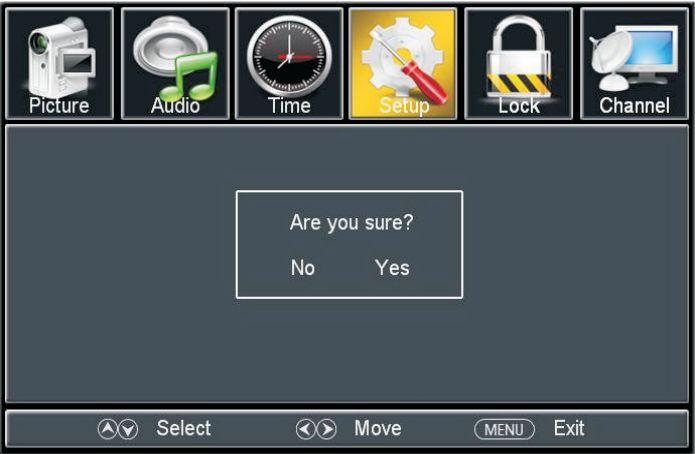 Picture Audio Time Setup Lock Channel
Are you sure?
No Yes
Select Move MENU Exit